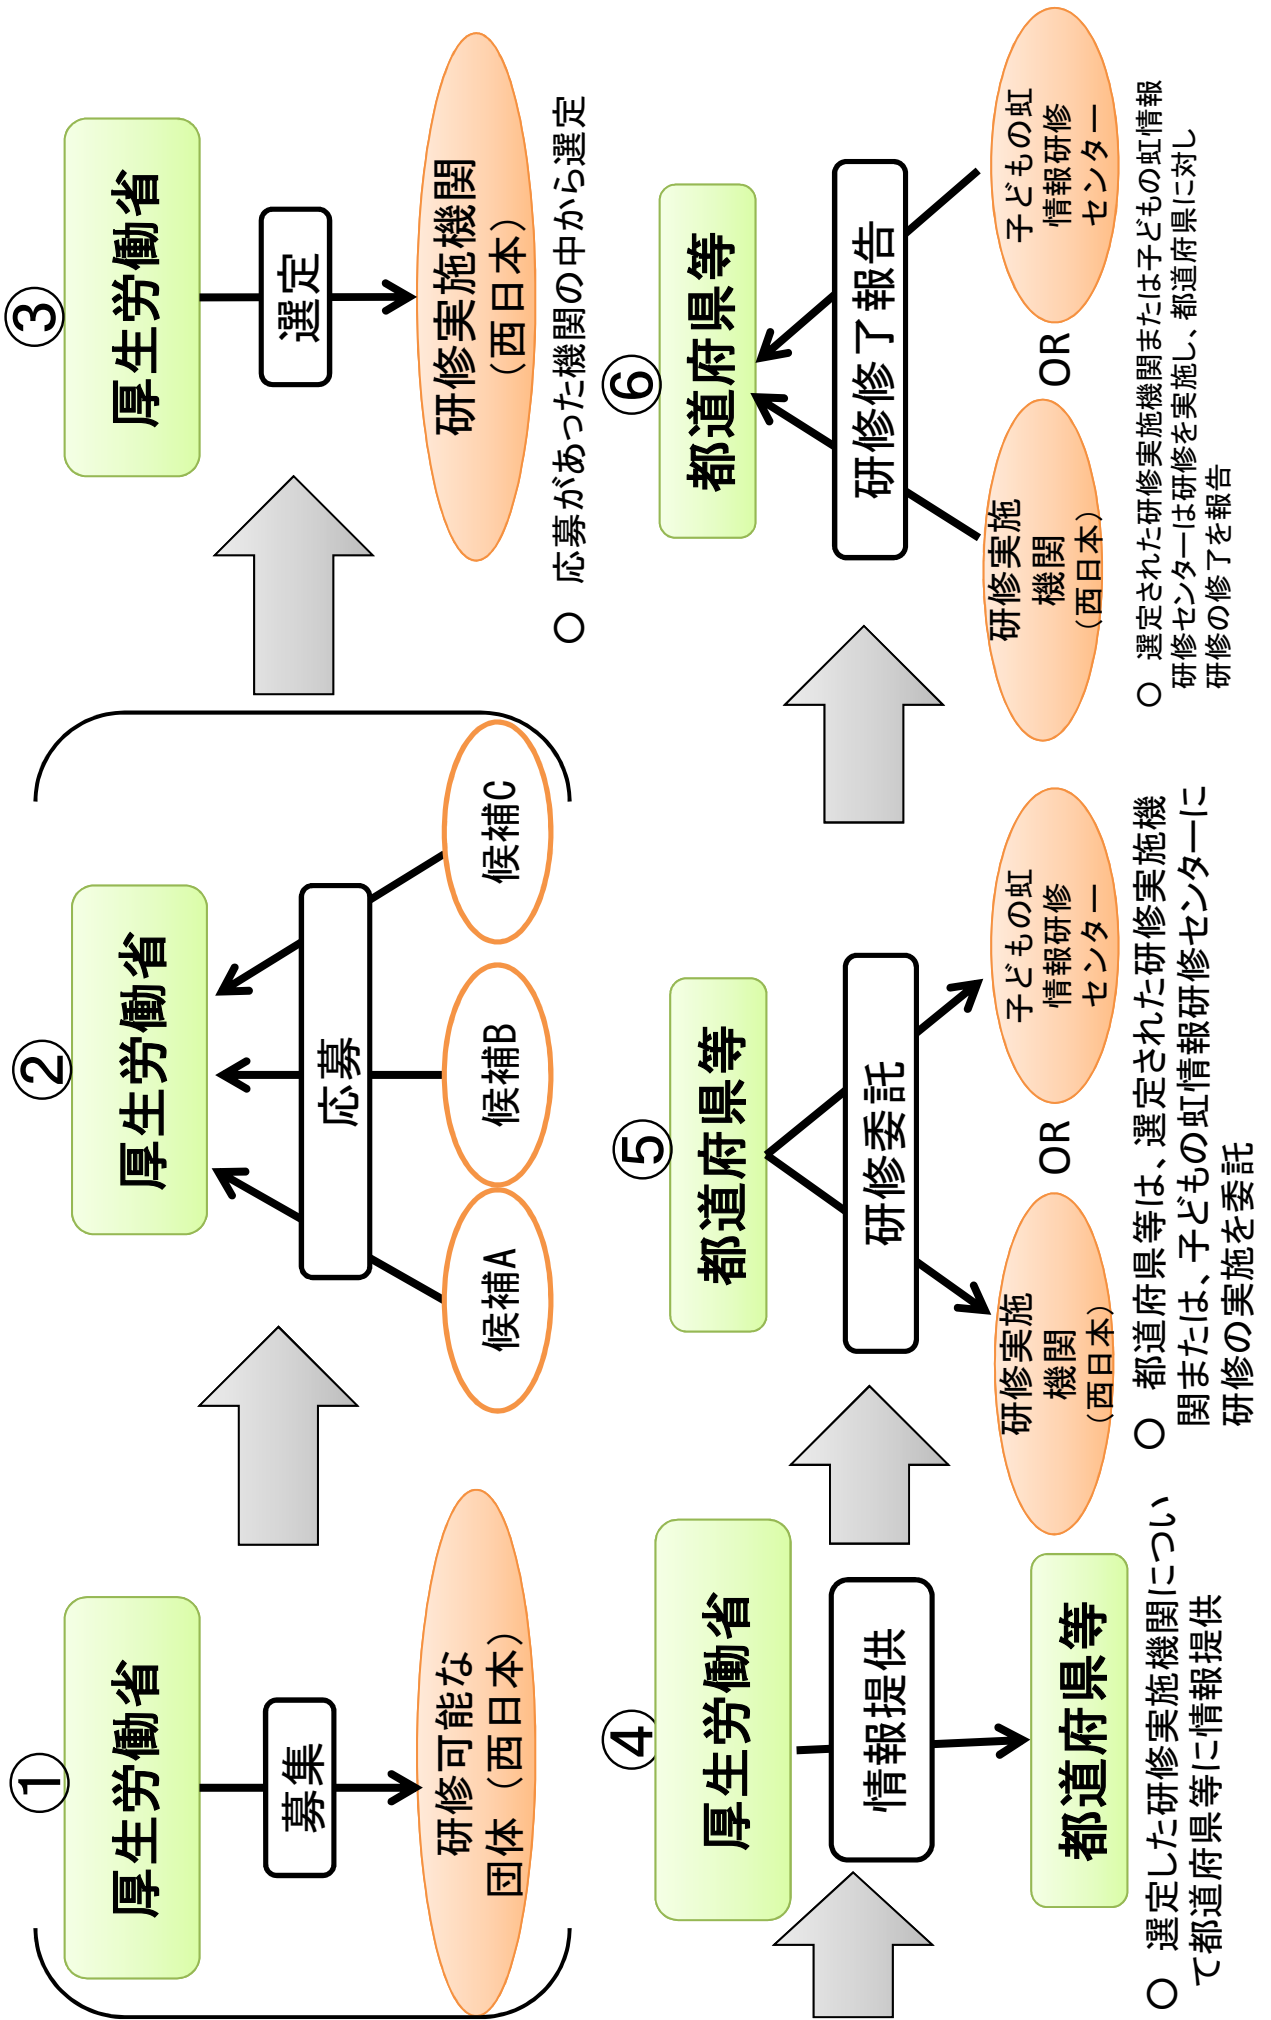 ①
厚生労働省
募集
研修可能な
団体（西日本）
②
厚生労働省
応募
候補A
候補B
候補C
③
厚生労働省
選定
研修実施機関
（西日本）
○ 応募があった機関の中から選定
④
厚生労働省
情報提供
都道府県等
○ 選定した研修実施機関につい
て都道府県等に情報提供
⑤
都道府県等
研修委託
研修実施
機関
（西日本）
OR
子どもの虹
情報研修
センター
○ 都道府県等は、選定された研修実施機
関または、子どもの虹情報研修センターに
研修の実施を委託
⑥
都道府県等
研修修了報告
研修実施
機関
（西日本）
OR
子どもの虹
情報研修
センター
○ 選定された研修実施機関または子どもの虹情報
研修センターは研修を実施し、都道府県に対し
研修の修了を報告